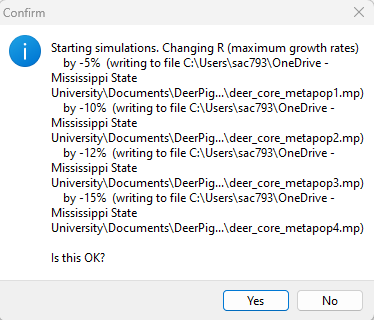 Confirm
Starting simulations. Changing R (maximum growth rates)
by -5%  (writing to file C:\Users\sac793\OneDrive -
Mississippi State
University\Documents\DeerPig...\deer_core_metapop1.mp)
by -10%  (writing to file C:\Users\sac793\OneDrive -
Mississippi State
University\Documents\DeerPig...\deer_core_metapop2.mp)
by -12%  (writing to file C:\Users\sac793\OneDrive -
Mississippi State
University\Documents\DeerPig...\deer_core_metapop3.mp)
by -15%  (writing to file C:\Users\sac793\OneDrive -
Mississippi State
University\Documents\DeerPig...\deer_core_metapop4.mp)
Is this OK?
Yes No